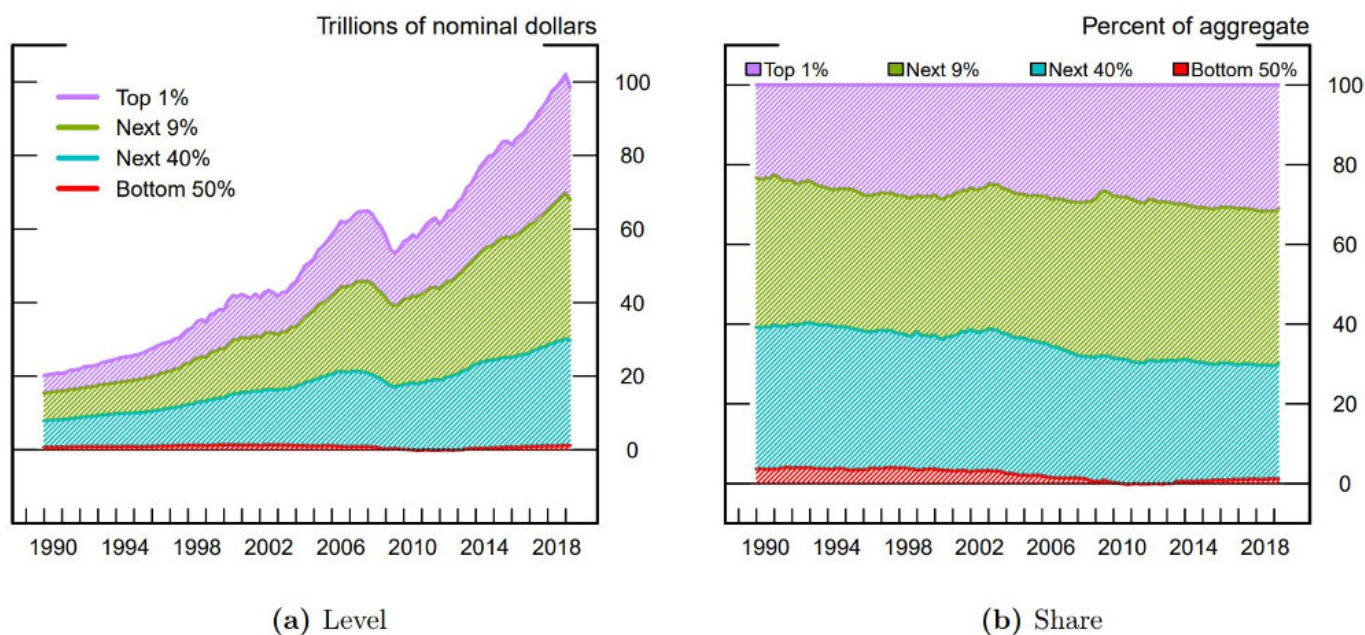 Trillions of nominal dollars
Top 1%
Next 9%
Next 40%
Bottom 50%
100
80
60
40
20
0
1990 1994 1998 2002 2006 2010 2014 2018
(a) Level
Percent of aggregate
Top 1% Next 9% Next 40% Bottom 50%
100
80
60
40
20
0
1990 1994 1998 2002 2006 2010 2014 2018
(b) Share